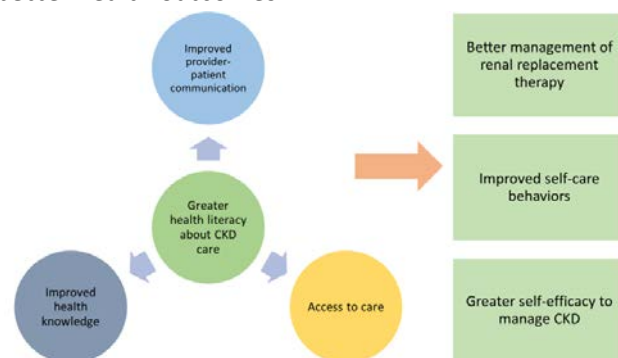 Improved
provider-
patient
communication
Greater
health literacy
about CKD
care
Improved
health
knowledge
Access to care
Better management of
renal replacement
therapy
Improved self-care
behaviors
Greater self-efficacy to
manage CKD